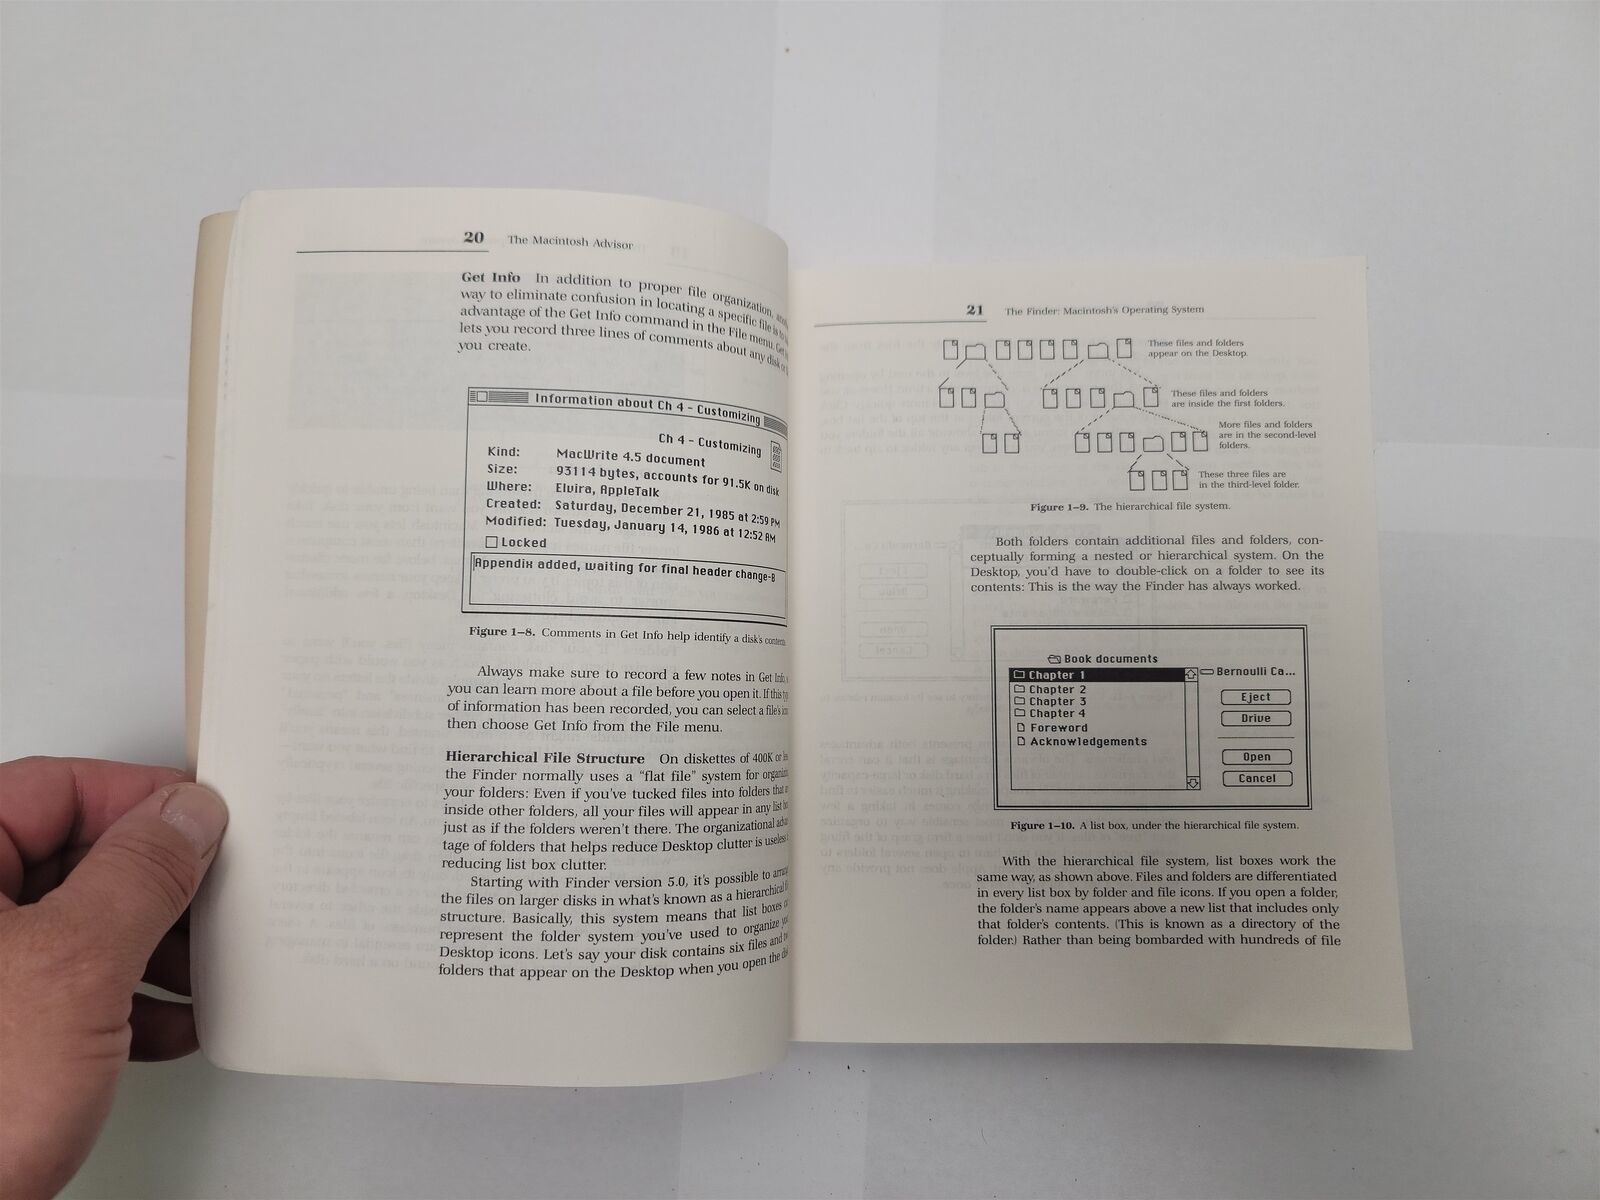 20 The Macintosh Advisor
Get Info In addition to proper file organization,
way to eliminate confusion in locating a specific file is to
advantage of the Get Info command in the File menu. Get
lets you record three lines of comments about any disk or
you create.
Information about Ch 4 - Customizing
Ch 4 - Customizing
Kind: MacWrite 4.5 document
Size: 93114 bytes, accounts for 91.5K on disk
Where: Elvira, AppleTalk
Created: Saturday, December 21, 1985 at 2:59 PM
Modified: Tuesday, January 14, 1986 at 12:52 AM
Locked
Appendix added, waiting for final header change-B
Figure 1–8. Comments in Get Info help identify a disk's
Always make sure to record a few notes in Get Info,
you can learn more about a file before you open it. If this
of information has been recorded, you can select a file's
then choose Get Info from the File menu.
Hierarchical File Structure On diskettes of 400K or
the Finder normally uses a “flat file” system for
your folders: Even if you've tucked files into folders that
inside other folders, all your files will appear in any list
just as if the folders weren't there. The organizational
tage of folders that helps reduce Desktop clutter is useless
reducing list box clutter.
Starting with Finder version 5.0, it's possible to
the files on larger disks in what's known as a hierarchical
structure. Basically, this system means that list boxes
represent the folder system you've used to organize
Desktop icons. Let's say your disk contains six files and
folders that appear on the Desktop when you open the
21 The Finder: Macintosh's Operating System
These files and folders
appear on the Desktop.
These files and folders
are inside the first folders.
More files and folders
are in the second-level
folders.
These three files are
in the third-level folder.
Figure 1–9. The hierarchical file system.
Both folders contain additional files and folders, con-
ceptually forming a nested or hierarchical system. On the
Desktop, you'd have to double-click on a folder to see its
contents: This is the way the Finder has always worked.
Book documents
Chapter 1
Chapter 2
Chapter 3
Chapter 4
Foreword
Acknowledgements
Bernoulli Ca...
Eject
Drive
Open
Cancel
Figure 1–10. A list box, under the hierarchical file system.
With the hierarchical file system, list boxes work the
same way, as shown above. Files and folders are differentiated
in every list box by folder and file icons. If you open a folder,
the folder's name appears above a new list that includes only
that folder's contents. (This is known as a directory of the
folder.) Rather than being bombarded with hundreds of file